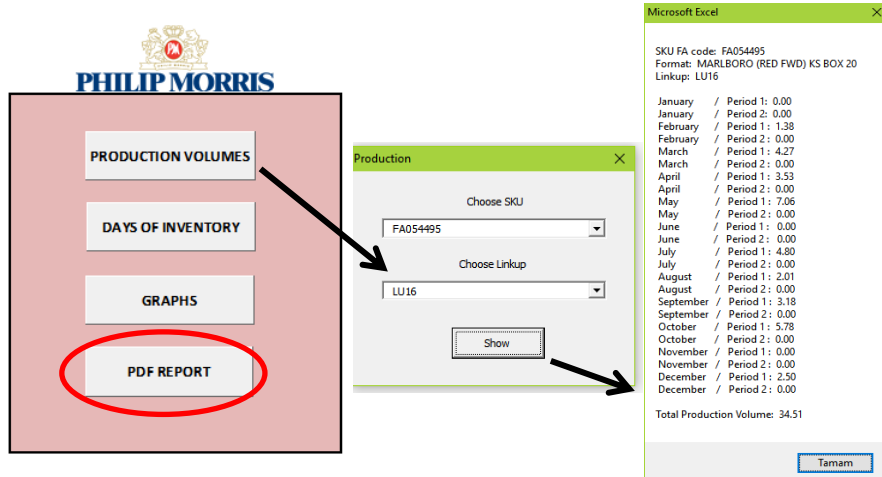 PM
PHILIP MORRIS
PRODUCTION VOLUMES
DAYS OF INVENTORY
GRAPHS
PDF REPORT
Production
Choose SKU
FA054495
Choose Linkup
LU16
Show
Microsoft Excel
SKU FA code: FA054495
Format: MARLBORO (RED FWD) KS BOX 20
Linkup: LU16
January / Period 1: 0.00
January / Period 2: 0.00
February / Period 1 : 1.38
February / Period 2 : 0.00
March / Period 1 : 4.27
March / Period 2 : 0.00
April / Period 1 : 3.53
April / Period 2 : 0.00
May / Period 1 : 7.06
May / Period 2 : 0.00
June / Period 1 : 0.00
June / Period 2 : 0.00
July / Period 1 : 4.80
July / Period 2 : 0.00
August / Period 1 : 2.01
August / Period 2 : 0.00
September / Period 1 : 3.18
September / Period 2 : 0.00
October / Period 1 : 5.78
October / Period 2 : 0.00
November / Period 1 : 0.00
November / Period 2 : 0.00
December / Period 1 : 2.50
December / Period 2 : 0.00
Total Production Volume: 34.51
Tamam